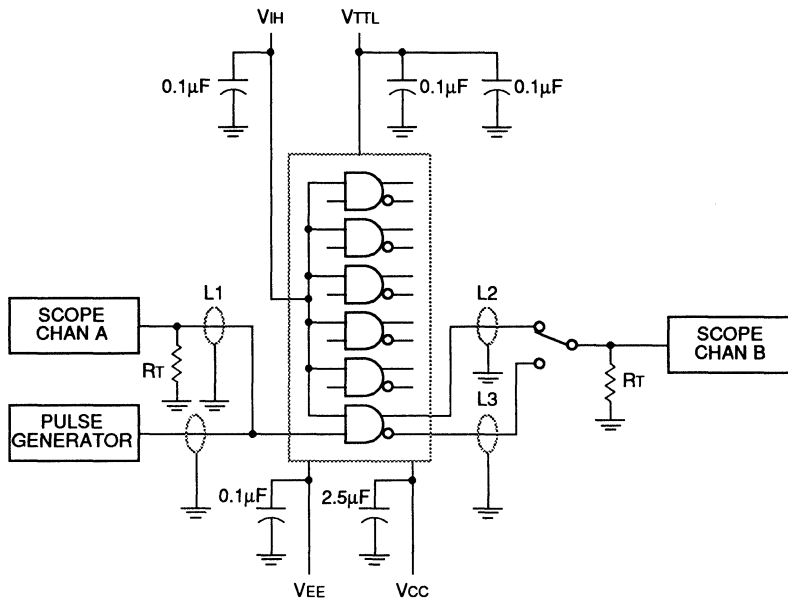 VIH
VTTL
0.1µF
0.1µF
0.1µF
L1
L2
SCOPE
CHAN A
SCOPE
CHAN B
RT
RT
PULSE
GENERATOR
L3
0.1µF
2.5µF
VEE
VCC